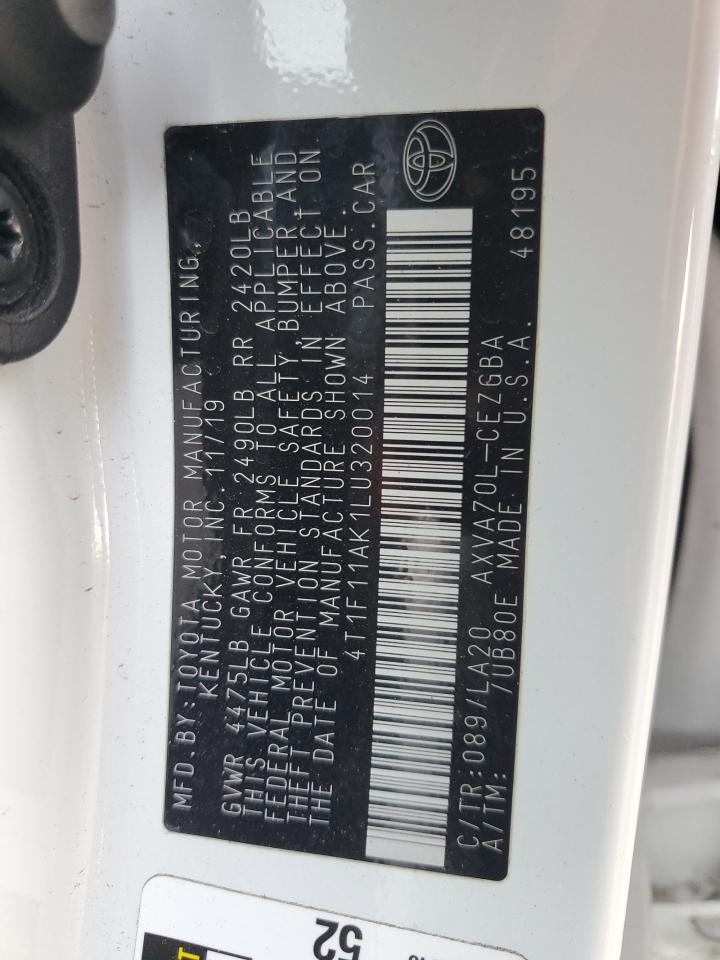 MFD BY: TOYOTA MOTOR MANUFACTURING,
KENTUCKY, INC 11/19
GVWR 4475LB GAWR FR 2490LB RR 2420LB
THIS VEHICLE CONFORMS TO ALL APPLICABLE
FEDERAL MOTOR VEHICLE SAFETY, BUMPER AND
THEFT PREVENTION STANDARDS IN EFFECT ON
THE DATE OF MANUFACTURE SHOWN ABOVE.
4T1F11AK1LU320014 PASS.CAR
C/TR:089/LA20 AXVA70L-CEZGBA
A/TM: 7UB80E MADE IN U.S.A. 48195
52